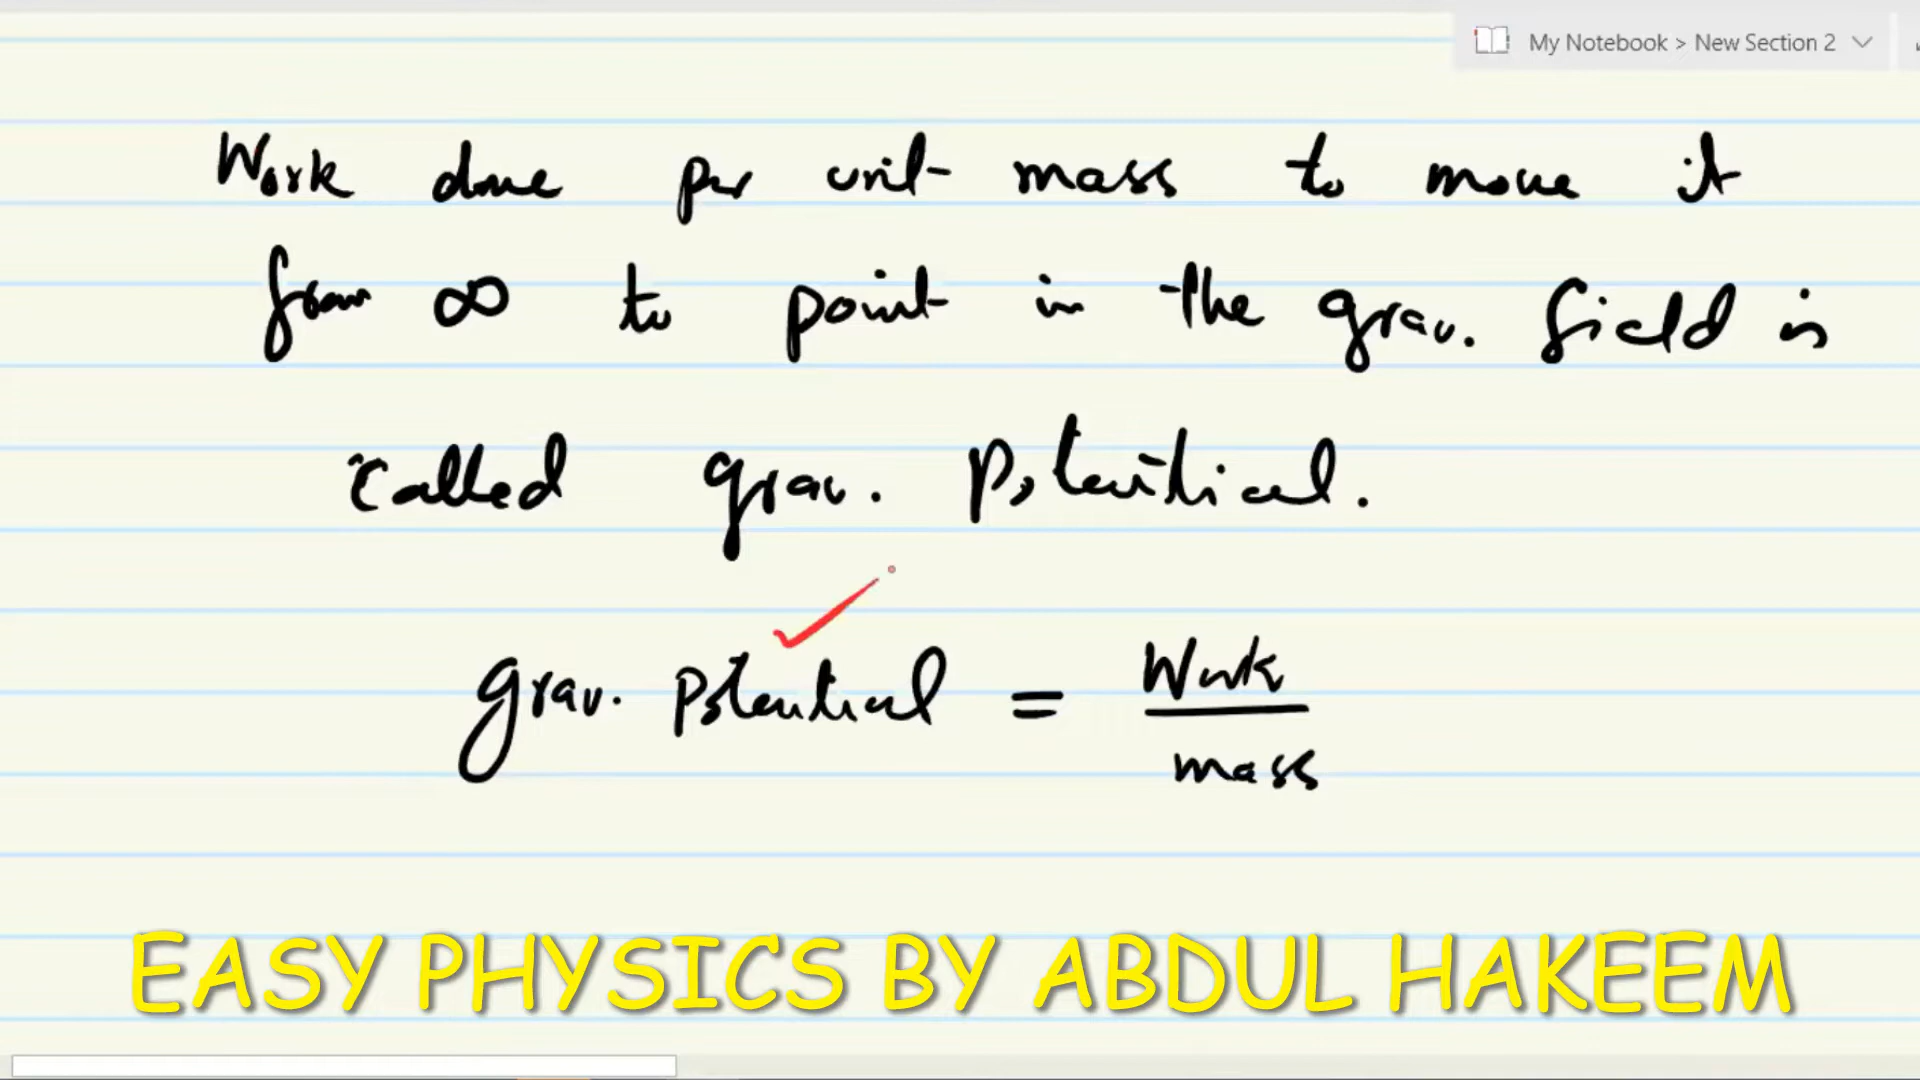 My Notebook > New Section 2
Work done per unit mass to move it
from ∞ to point in the grav. field is
called grav. potential.
grav. potential = Work
mass
EASY PHYSICS BY ABDUL HAKEEM